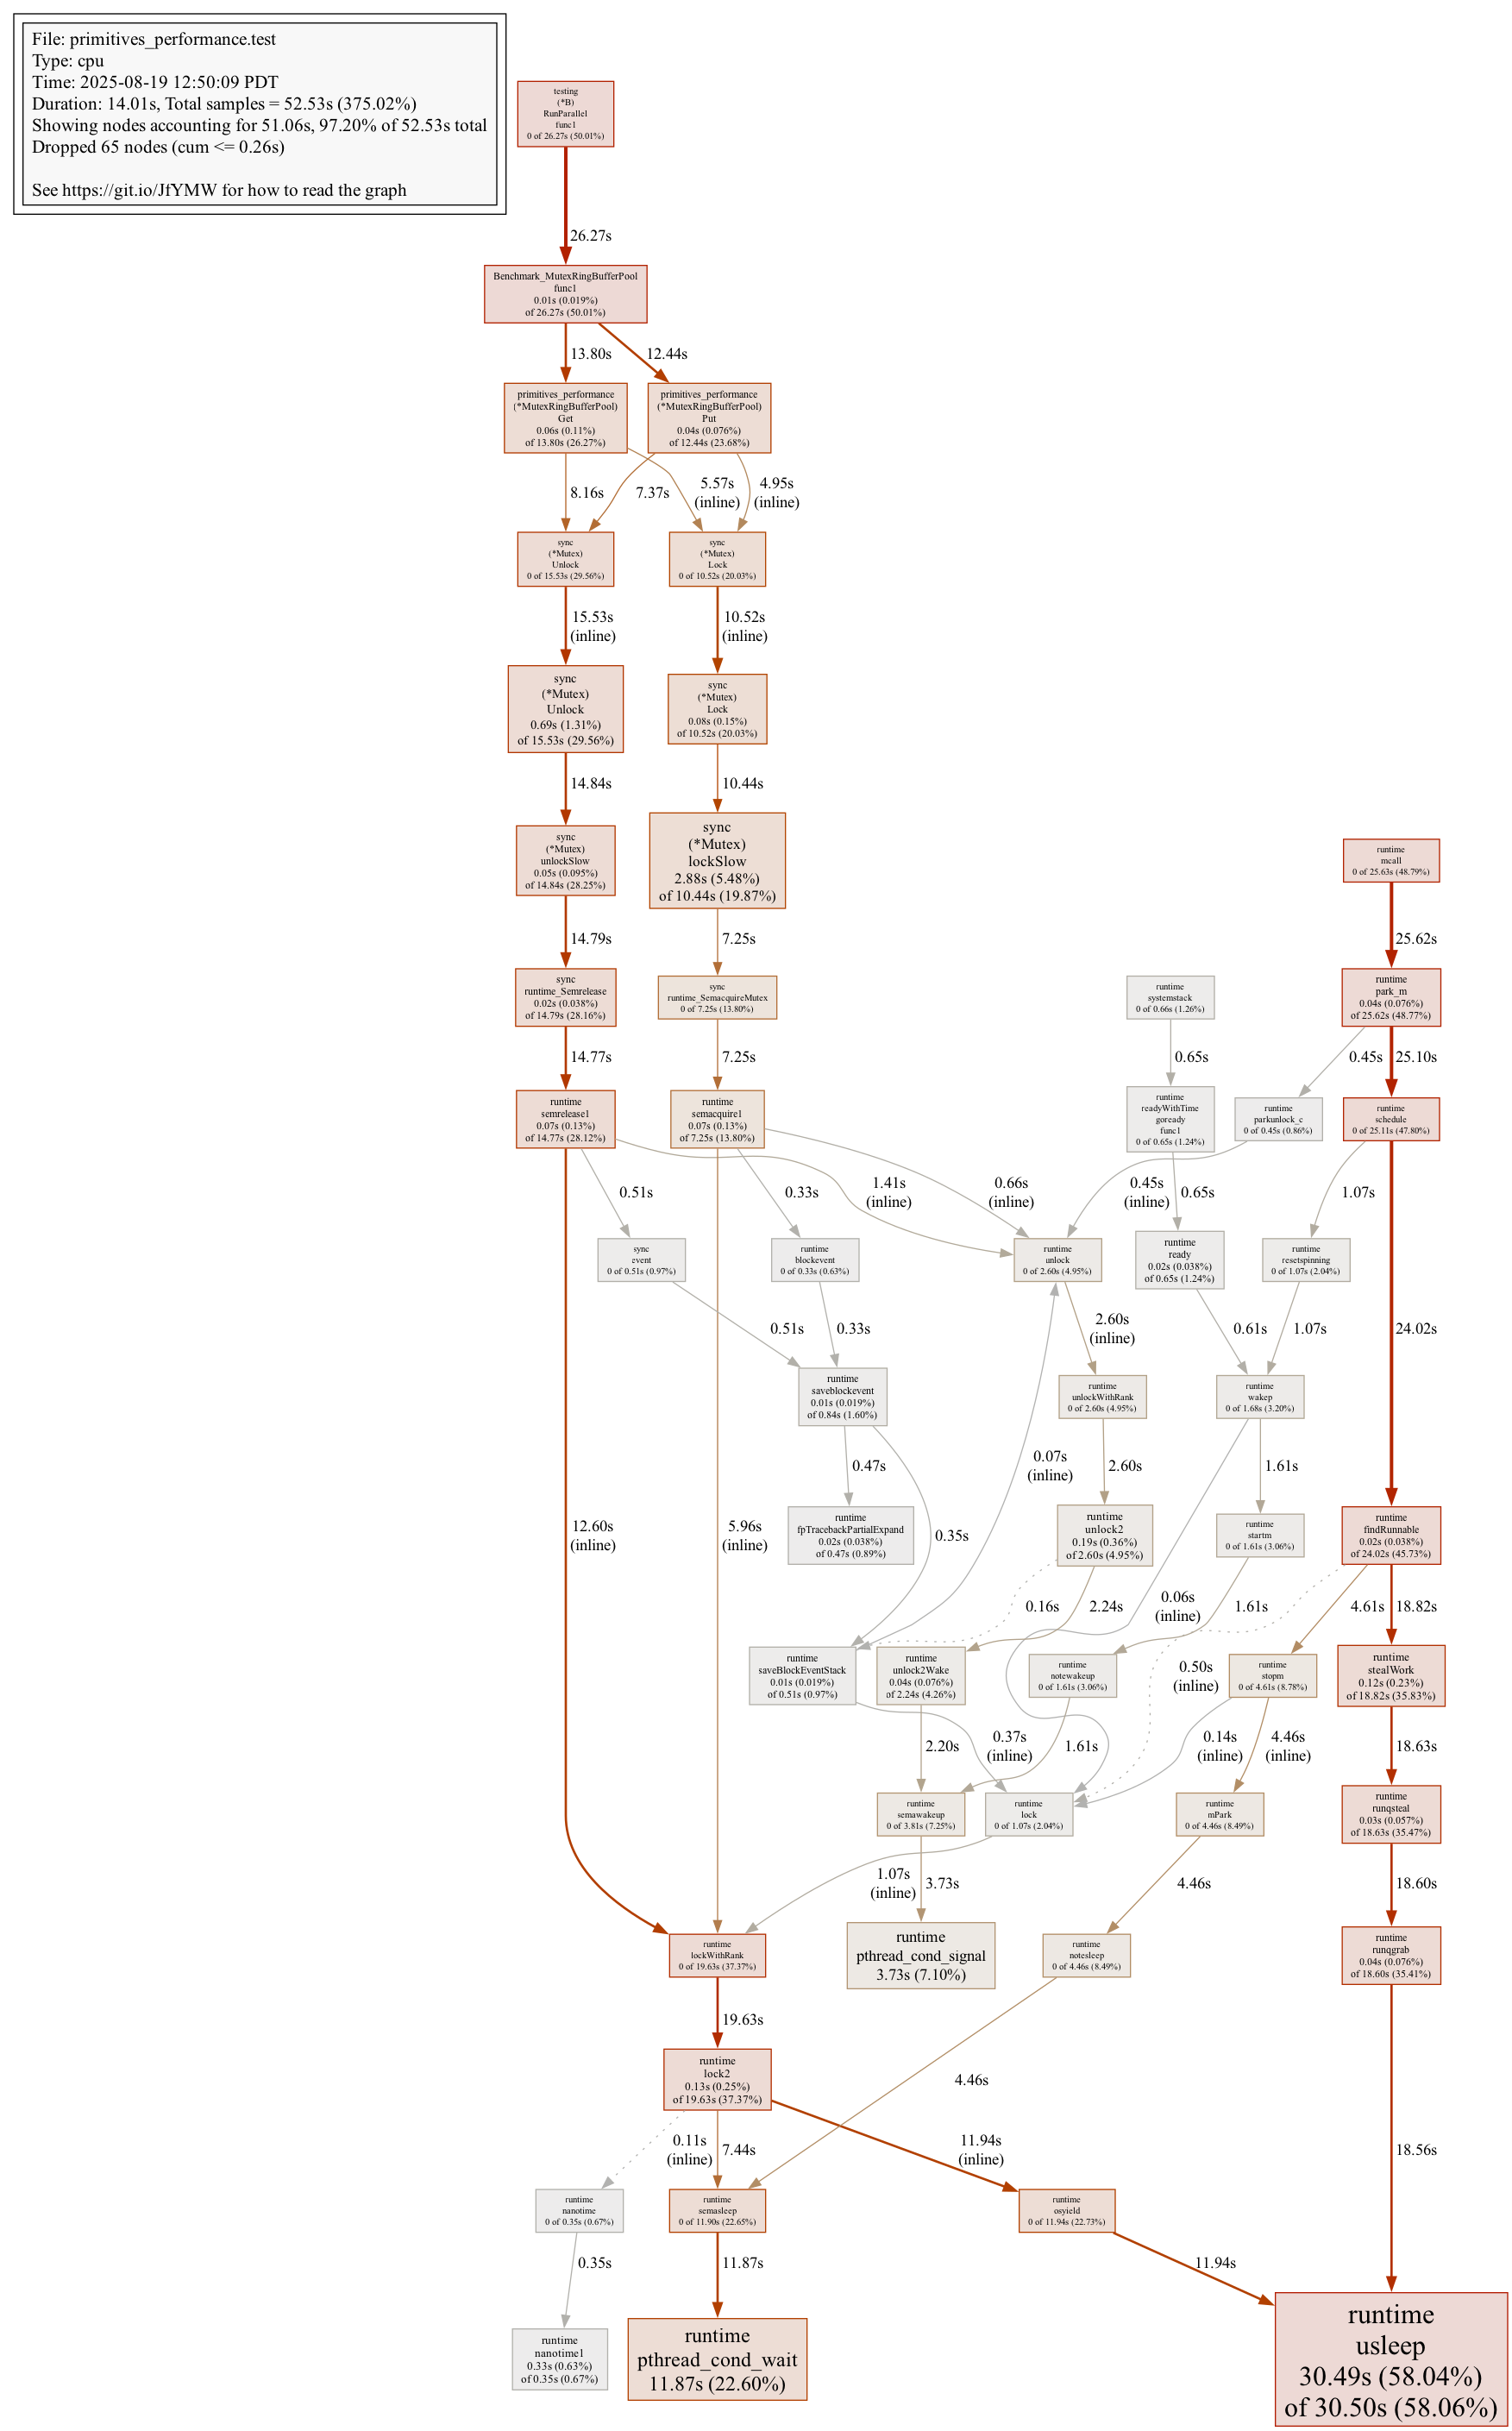 File: primitives_performance.test
Type: cpu
Time: 2025-08-19 12:50:09 PDT
Duration: 14.01s, Total samples = 52.53s (375.02%)
Showing nodes accounting for 51.06s, 97.20% of 52.53s total
Dropped 65 nodes (cum <= 0.26s)
See https://git.io/JfYMW for how to read the graph
testing
(*B)
RunParallel
func1
0 of 26.27s (50.01%)
26.27s
Benchmark_MutexRingBufferPool
func1
0.01s (0.019%)
of 26.27s (50.01%)
13.80s
12.44s
primitives_performance
(*MutexRingBufferPool)
Get
0.06s (0.11%)
of 13.80s (26.27%)
primitives_performance
(*MutexRingBufferPool)
Put
0.04s (0.076%)
of 12.44s (23.68%)
8.16s
7.37s
5.57s
(inline)
4.95s
(inline)
sync
(*Mutex)
Unlock
0 of 15.53s (29.56%)
sync
(*Mutex)
Lock
0 of 10.52s (20.03%)
15.53s
(inline)
10.52s
(inline)
sync
(*Mutex)
Unlock
0.69s (1.31%)
of 15.53s (29.56%)
sync
(*Mutex)
Lock
0.08s (0.15%)
of 10.52s (20.03%)
14.84s
10.44s
sync
(*Mutex)
unlockSlow
0.05s (0.095%)
of 14.84s (28.25%)
sync
(*Mutex)
lockSlow
2.88s (5.48%)
of 10.44s (19.87%)
runtime
mcall
0 of 25.63s (48.79%)
14.79s
7.25s
25.62s
sync
runtime_Semrelease
0.02s (0.038%)
of 14.79s (28.16%)
sync
runtime_SemacquireMutex
0 of 7.25s (13.80%)
runtime
systemstack
0 of 0.66s (1.26%)
runtime
park_m
0.04s (0.076%)
of 25.62s (48.77%)
14.77s
7.25s
0.65s
0.45s
25.10s
runtime
semrelease1
0.07s (0.13%)
of 14.77s (28.12%)
runtime
semacquire1
0.07s (0.13%)
of 7.25s (13.80%)
runtime
readyWithTime
goready
func1
0 of 0.65s (1.24%)
runtime
parkunlock_c
0 of 0.45s (0.86%)
runtime
schedule
0 of 25.11s (47.80%)
0.51s
0.33s
1.41s
(inline)
0.66s
(inline)
0.45s
(inline)
0.65s
1.07s
sync
event
0 of 0.51s (0.97%)
runtime
blockevent
0 of 0.33s (0.63%)
runtime
unlock
0 of 2.60s (4.95%)
runtime
ready
0.02s (0.038%)
of 0.65s (1.24%)
runtime
resetspinning
0 of 1.07s (2.04%)
0.51s
0.33s
2.60s
(inline)
0.61s
1.07s
24.02s
runtime
saveblockevent
0.01s (0.019%)
of 0.84s (1.60%)
runtime
unlockWithRank
0 of 2.60s (4.95%)
runtime
wakep
0 of 1.68s (3.20%)
0.47s
0.07s
(inline)
2.60s
1.61s
12.60s
(inline)
5.96s
(inline)
runtime
fpTracebackPartialExpand
0.02s (0.038%)
of 0.47s (0.89%)
0.35s
runtime
unlock2
0.19s (0.36%)
of 2.60s (4.95%)
runtime
startm
0 of 1.61s (3.06%)
runtime
findRunnable
0.02s (0.038%)
of 24.02s (45.73%)
0.16s
2.24s
0.06s
(inline)
1.61s
4.61s
18.82s
runtime
saveBlockEventStack
0.01s (0.019%)
of 0.51s (0.97%)
runtime
unlock2Wake
0.04s (0.076%)
of 2.24s (4.26%)
runtime
notewakeup
0 of 1.61s (3.06%)
0.50s
(inline)
runtime
stopm
0 of 4.61s (8.78%)
runtime
stealWork
0.12s (0.23%)
of 18.82s (35.83%)
2.20s
0.37s
(inline)
1.61s
0.14s
(inline)
4.46s
(inline)
18.63s
runtime
semawakeup
0 of 3.81s (7.25%)
runtime
lock
0 of 1.07s (2.04%)
runtime
mPark
0 of 4.46s (8.49%)
runtime
runqsteal
0.03s (0.057%)
of 18.63s (35.47%)
1.07s
(inline)
3.73s
4.46s
18.60s
runtime
lockWithRank
0 of 19.63s (37.37%)
runtime
pthread_cond_signal
3.73s (7.10%)
runtime
notesleep
0 of 4.46s (8.49%)
runtime
runqgrab
0.04s (0.076%)
of 18.60s (35.41%)
19.63s
runtime
lock2
0.13s (0.25%)
of 19.63s (37.37%)
4.46s
0.11s
(inline)
7.44s
11.94s
(inline)
18.56s
runtime
nanotime
0 of 0.35s (0.67%)
runtime
semasleep
0 of 11.90s (22.65%)
runtime
osyield
0 of 11.94s (22.73%)
0.35s
11.87s
11.94s
runtime
nanotime1
0.33s (0.63%)
of 0.35s (0.67%)
runtime
pthread_cond_wait
11.87s (22.60%)
runtime
usleep
30.49s (58.04%)
of 30.50s (58.06%)